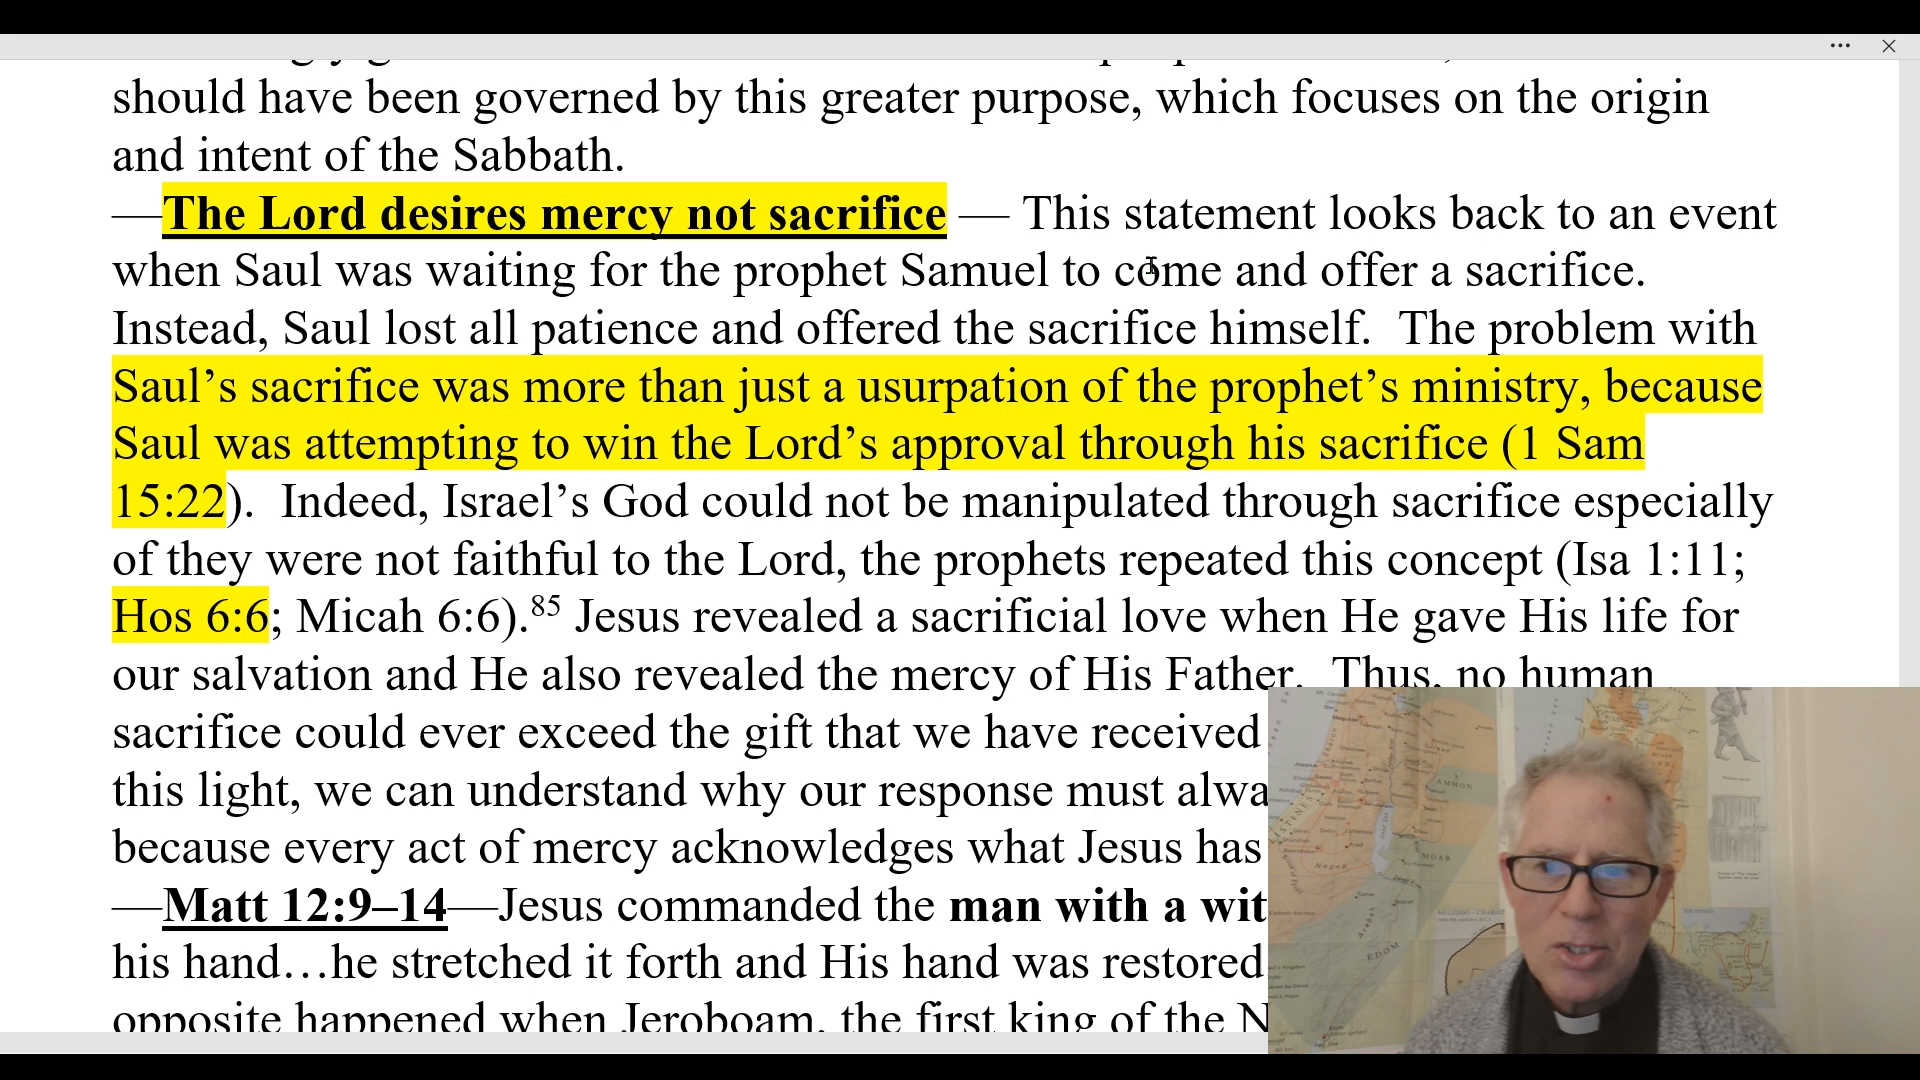 should have been governed by this greater purpose, which focuses on the origin
and intent of the Sabbath.
—The Lord desires mercy not sacrifice — This statement looks back to an event
when Saul was waiting for the prophet Samuel to come and offer a sacrifice.
Instead, Saul lost all patience and offered the sacrifice himself.  The problem with
Saul’s sacrifice was more than just a usurpation of the prophet’s ministry, because
Saul was attempting to win the Lord’s approval through his sacrifice (1 Sam
15:22).  Indeed, Israel’s God could not be manipulated through sacrifice especially
of they were not faithful to the Lord, the prophets repeated this concept (Isa 1:11;
Hos 6:6; Micah 6:6).⁸⁵ Jesus revealed a sacrificial love when He gave His life for
our salvation and He also revealed the mercy of His Father.  Thus, no human
sacrifice could ever exceed the gift that we have received
this light, we can understand why our response must alwa
because every act of mercy acknowledges what Jesus has
—Matt 12:9–14—Jesus commanded the man with a wit
his hand…he stretched it forth and His hand was restored
opposite happened when Jeroboam, the first king of the N
AMMON
MOAB
EDOM
Negeb